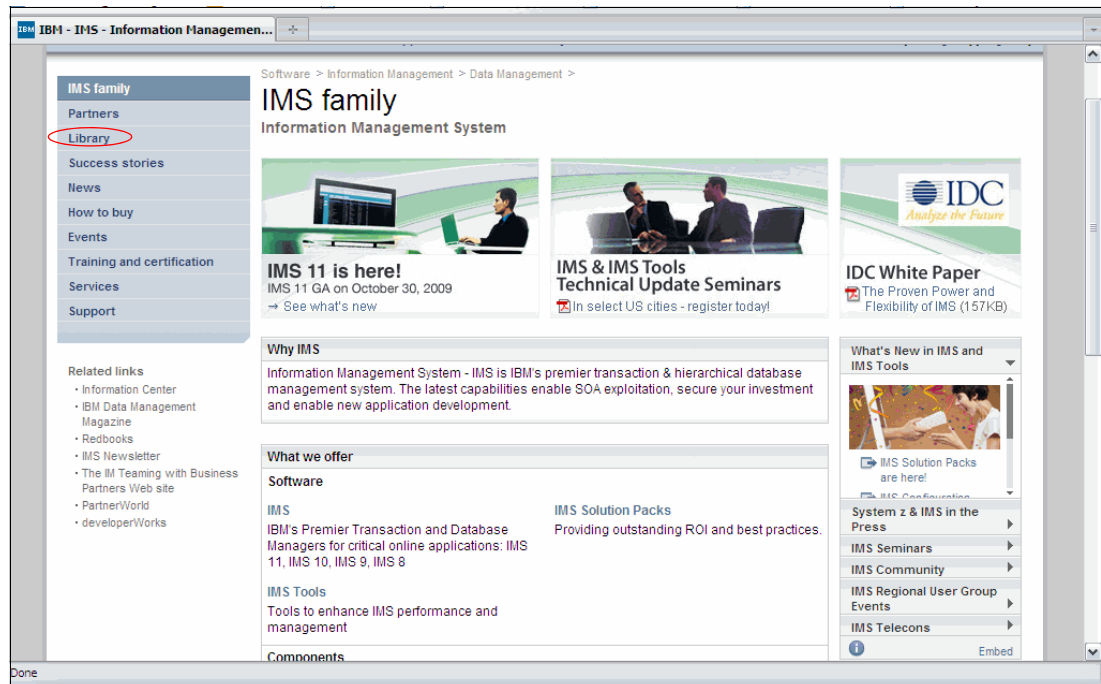 IBM IBM - IMS - Information Managemen...
IMS family
Partners
Library
Success stories
News
How to buy
Events
Training and certification
Services
Support
Related links
• Information Center
• IBM Data Management
Magazine
• Redbooks
• IMS Newsletter
• The IM Teaming with Business
Partners Web site
• PartnerWorld
• developerWorks
Software > Information Management > Data Management >
IMS family
Information Management System
IMS 11 is here!
IMS 11 GA on October 30, 2009
→ See what's new
IMS & IMS Tools
Technical Update Seminars
In select US cities - register today!
IDC
Analyze the Future
IDC White Paper
The Proven Power and
Flexibility of IMS (157KB)
Why IMS
Information Management System - IMS is IBM's premier transaction & hierarchical database
management system. The latest capabilities enable SOA exploitation, secure your investment
and enable new application development.
What we offer
Software
IMS
IBM's Premier Transaction and Database
Managers for critical online applications: IMS
11, IMS 10, IMS 9, IMS 8
IMS Solution Packs
Providing outstanding ROI and best practices.
IMS Tools
Tools to enhance IMS performance and
management
Components
What's New in IMS and
IMS Tools
IMS Solution Packs
are here!
IMS Configuration
System z & IMS in the
Press
IMS Seminars
IMS Community
IMS Regional User Group
Events
IMS Telecons
Embed
Done